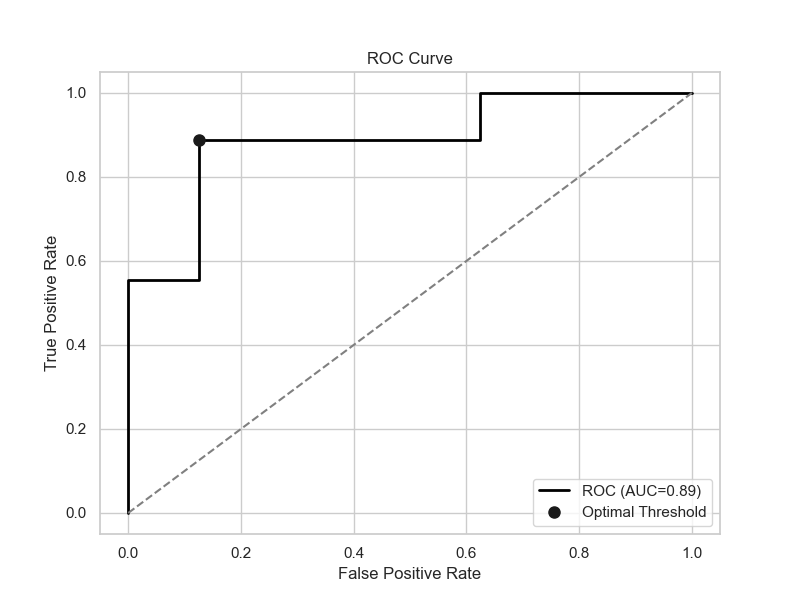 ROC Curve
True Positive Rate
1.0
0.8
0.6
0.4
0.2
0.0
0.0 0.2 0.4 0.6 0.8 1.0
False Positive Rate
ROC (AUC=0.89)
Optimal Threshold